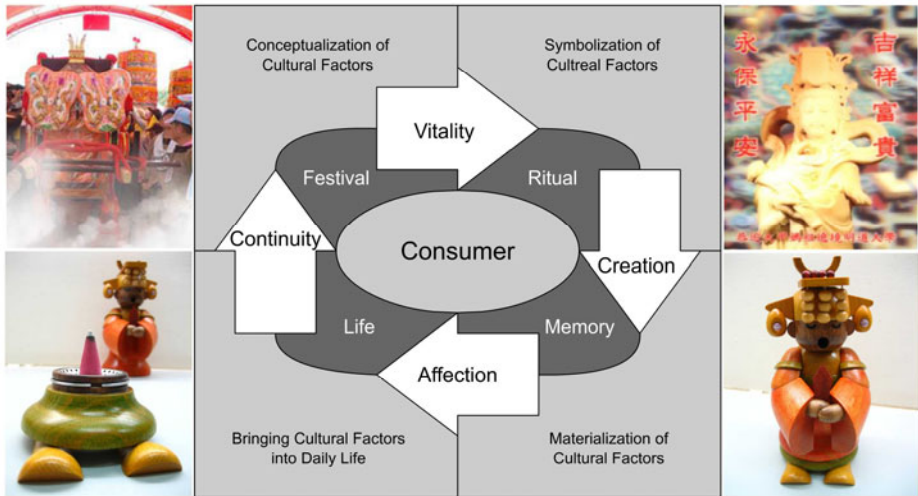 Conceptualization of
Cultural Factors
Symbolization of
Cultreal Factors
吉祥富貴
永保平安
Vitality
Festival
Ritual
Continuity
Consumer
Creation
Life
Memory
Affection
Bringing Cultural Factors
into Daily Life
Materialization of
Cultural Factors